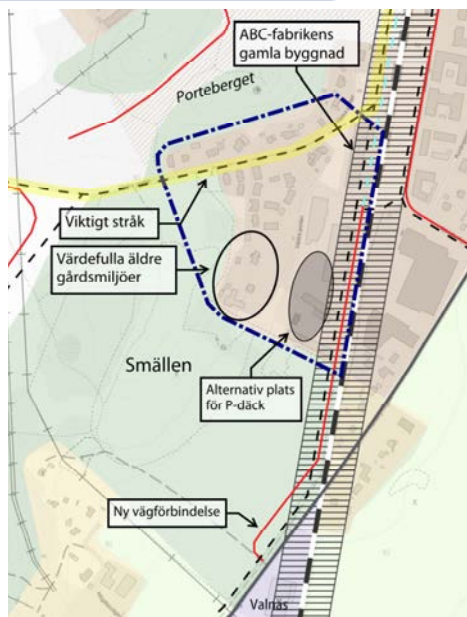 ABC-fabrikens
gamla byggnad
Porteberget
Viktigt stråk
Värdefulla äldre
gårdsmiljöer
Smällen
Alternativ plats
för P-däck
Ny vägförbindelse
Valnäs